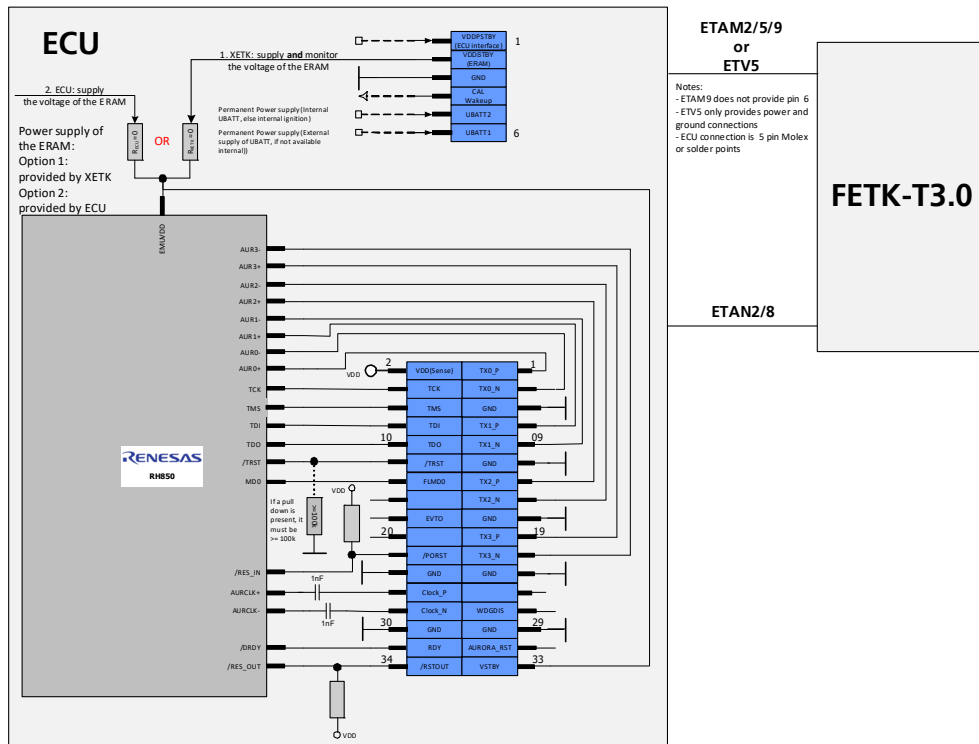 ECU
1. XETK: supply and monitor
the voltage of the ERAM
2. ECU: supply
the voltage of the ERAM
Power supply of
the ERAM:
Option 1:
provided by XETK
Option 2:
provided by ECU
RECU=0
OR
RXETK=0
Permanent Power supply (Internal
UBATT, else internal ignition)
Permanent Power supply (External
supply of UBATT, if not available
internal))
VDDPSTBY
(ECU interface)
1
VDDSTBY
(ERAM)
GND
CAL
Wakeup
UBATT2
UBATT1
6
ETAM2/5/9
or
ETV5
Notes:
- ETAM9 does not provide pin 6
- ETV5 only provides power and
ground connections
- ECU connection is 5 pin Molex
or solder points
FETK-T3.0
ETAN2/8
EMUVDD
AUR3-
AUR3+
AUR2-
AUR2+
AUR1-
AUR1+
AUR0-
AUR0+
TCK
TMS
TDI
TDO
/TRST
MD0
/RES_IN
AURCLK+
AURCLK-
/DRDY
/RES_OUT
RENESAS
RH850
If a pull
down is
present, it
must be
>= 100k
>=100k
VDD
1nF
1nF
VDD
VDD
2 VDD(Sense) TX0_P 1
TCK TX0_N
TMS GND
TDI TX1_P
10 TDO TX1_N 09
/TRST GND
FLMD0 TX2_P
TX2_N
EVTO GND
20 TX3_P 19
/PORST TX3_N
GND GND
Clock_P
Clock_N WDGDIS
30 GND GND 29
RDY AURORA_RST
34 /RSTOUT VSTBY 33